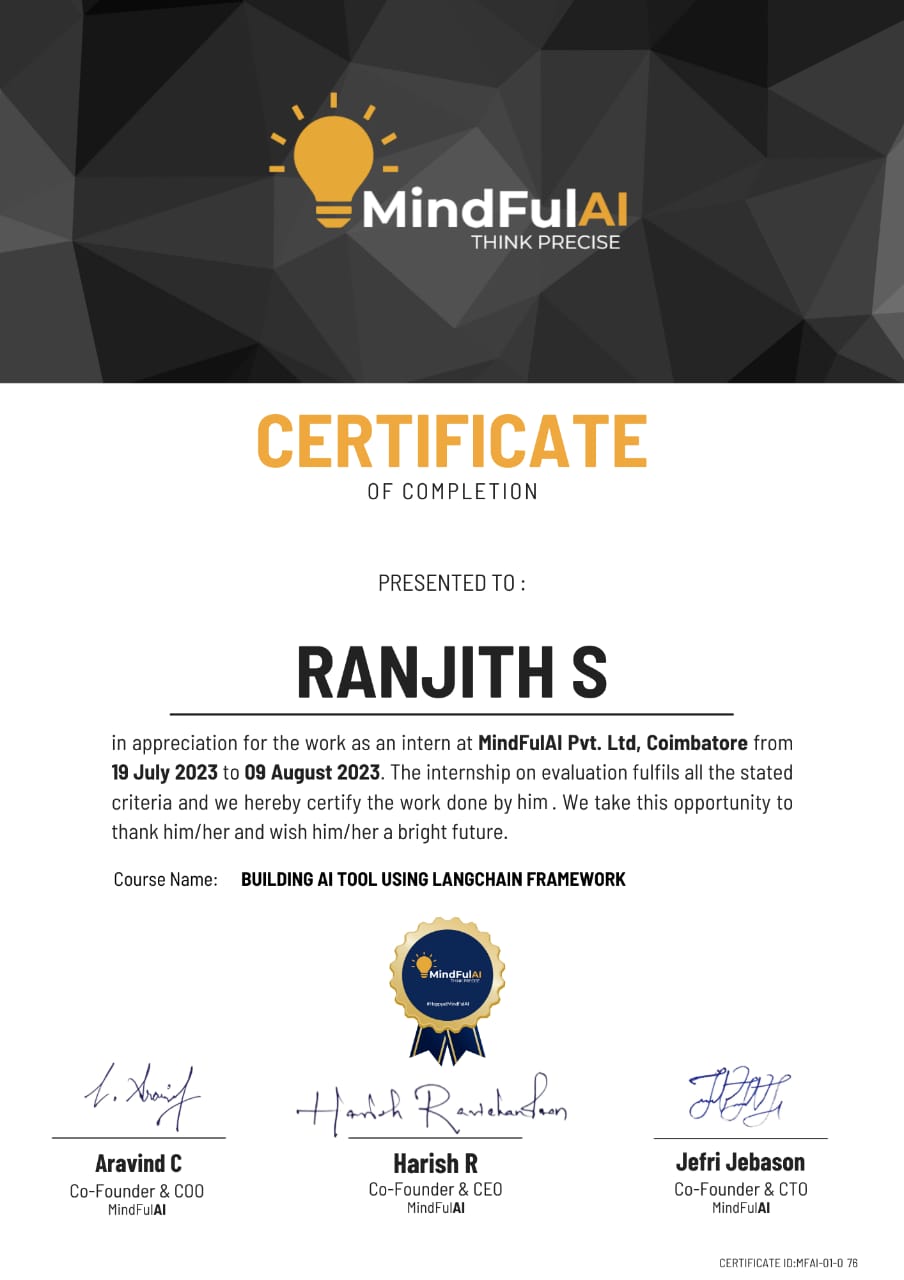 MindFulAI
THINK PRECISE
CERTIFICATE
OF COMPLETION
PRESENTED TO :
RANJITH S
in appreciation for the work as an intern at MindFulAI Pvt. Ltd, Coimbatore from
19 July 2023 to 09 August 2023. The internship on evaluation fulfils all the stated
criteria and we hereby certify the work done by him . We take this opportunity to
thank him/her and wish him/her a bright future.
Course Name: BUILDING AI TOOL USING LANGCHAIN FRAMEWORK
MindFulAI
THINK PRECISE
Harish Ravichandran
Aravind C
Co-Founder & COO
MindFulAI
Harish R
Co-Founder & CEO
MindFulAI
Jefri Jebason
Co-Founder & CTO
MindFulAI
CERTIFICATE ID:MFAI-01-0 76